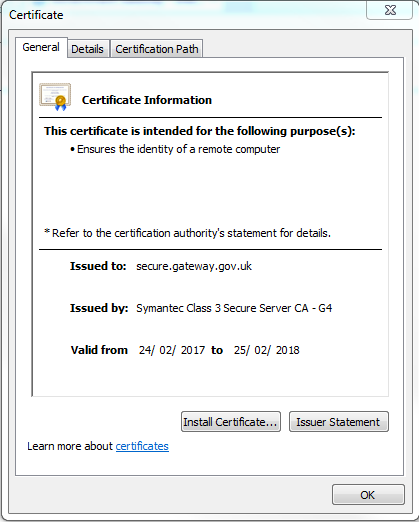 Certificate
General Details Certification Path
Certificate Information
This certificate is intended for the following purpose(s):
• Ensures the identity of a remote computer
* Refer to the certification authority's statement for details.
Issued to: secure.gateway.gov.uk
Issued by: Symantec Class 3 Secure Server CA - G4
Valid from 24/ 02/ 2017 to 25/ 02/ 2018
Install Certificate... Issuer Statement
Learn more about certificates
OK